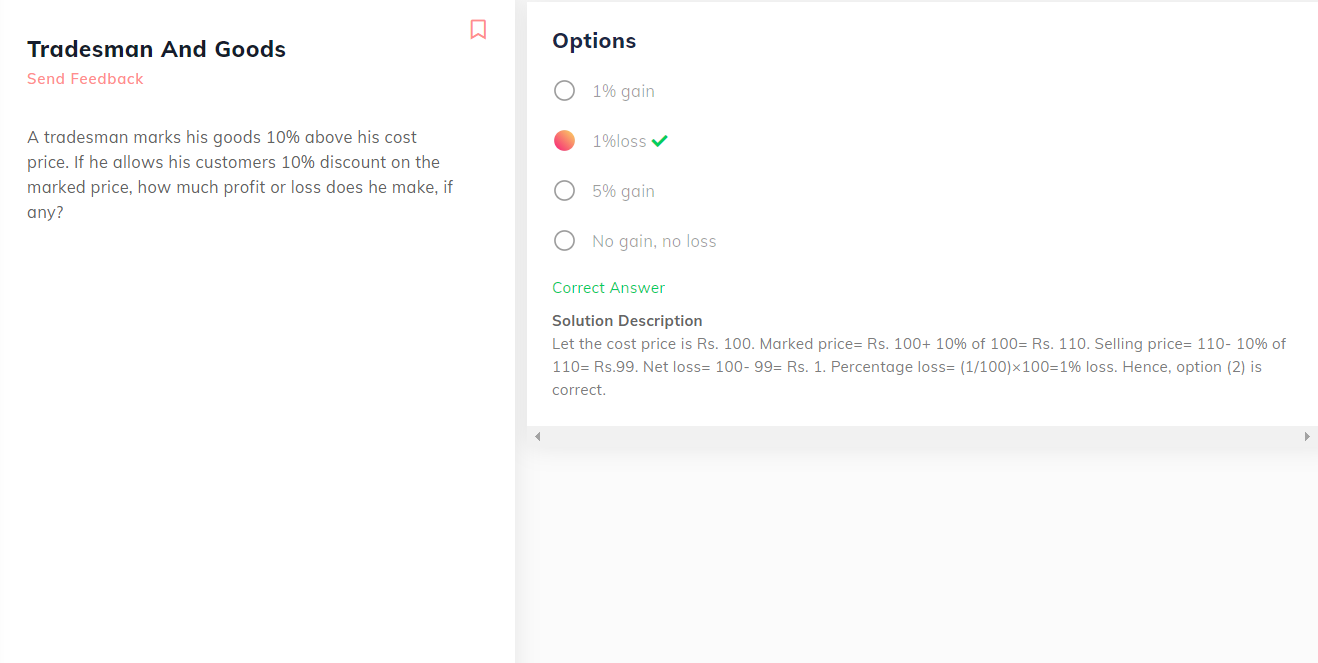 Tradesman And Goods
Send Feedback
A tradesman marks his goods 10% above his cost
price. If he allows his customers 10% discount on the
marked price, how much profit or loss does he make, if
any?
Options
1% gain
1%loss
5% gain
No gain, no loss
Correct Answer
Solution Description
Let the cost price is Rs. 100. Marked price= Rs. 100+ 10% of 100= Rs. 110. Selling price= 110- 10% of
110= Rs.99. Net loss= 100- 99= Rs. 1. Percentage loss= (1/100)×100=1% loss. Hence, option (2) is
correct.